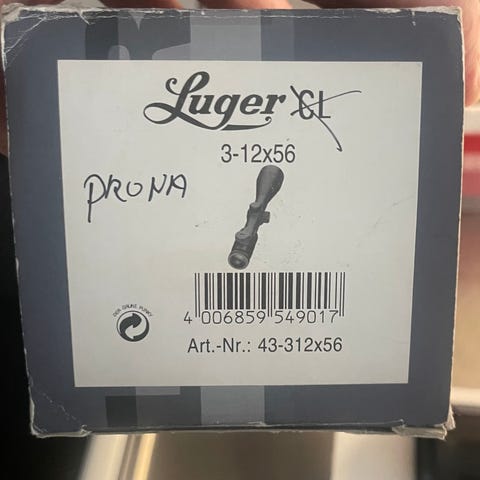 Luger CL
3-12x56
PRONA
DER GRÜNE PUNKT
4 006859 549017
Art.-Nr.: 43-312x56